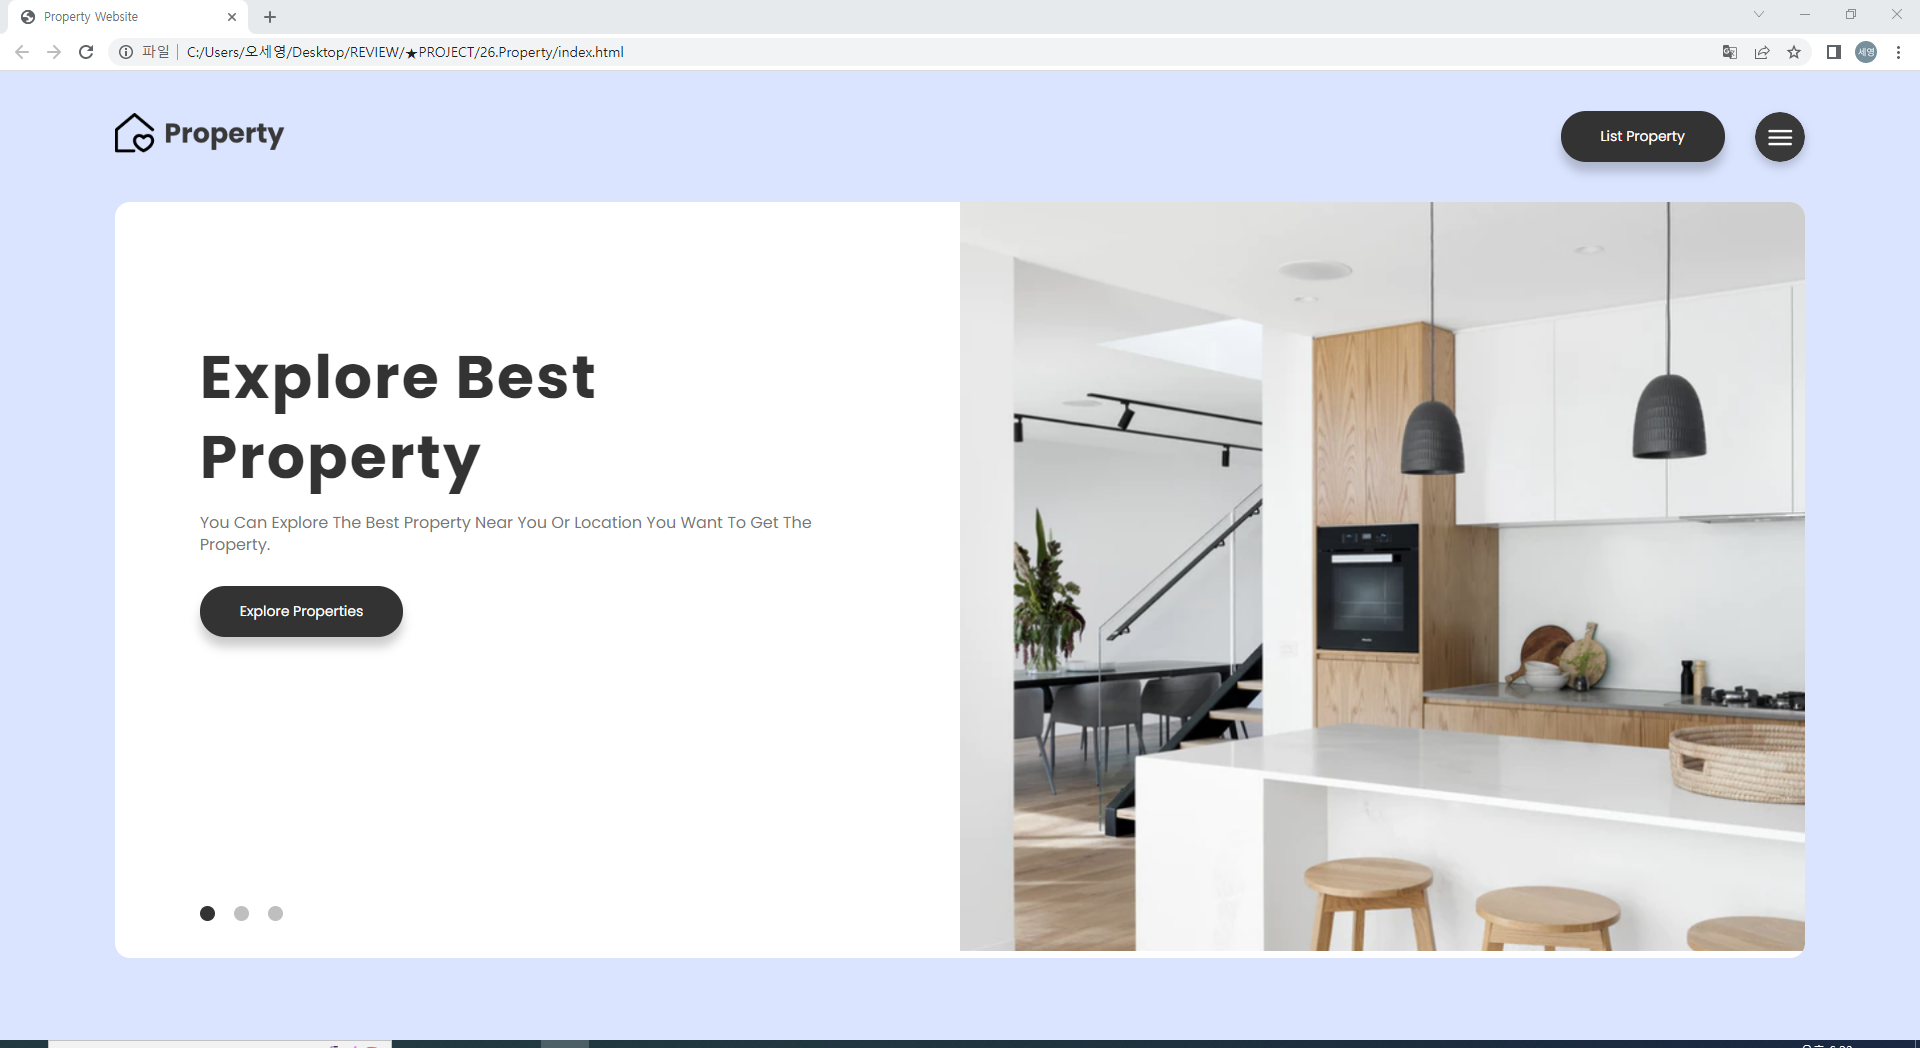 Property Website
파일
C:/Users/오세영/Desktop/REVIEW/★PROJECT/26.Property/index.html
세영
Property
List Property
Explore Best
Property
You Can Explore The Best Property Near You Or Location You Want To Get The
Property.
Explore Properties